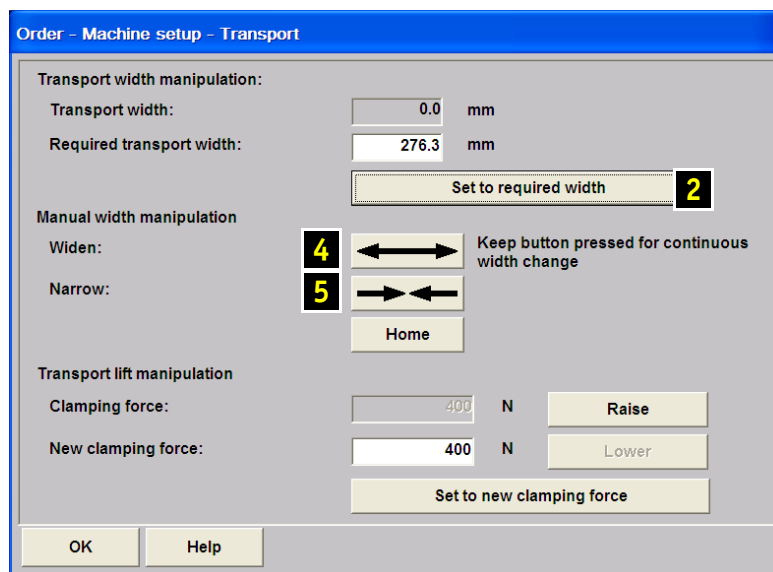 Order - Machine setup - Transport
Transport width manipulation:
Transport width: 0.0 mm
Required transport width: 276.3 mm
Set to required width 2
Manual width manipulation
Widen: 4 Keep button pressed for continuous
width change
Narrow: 5
Home
Transport lift manipulation
Clamping force: 400 N Raise
New clamping force: 400 N Lower
Set to new clamping force
OK Help